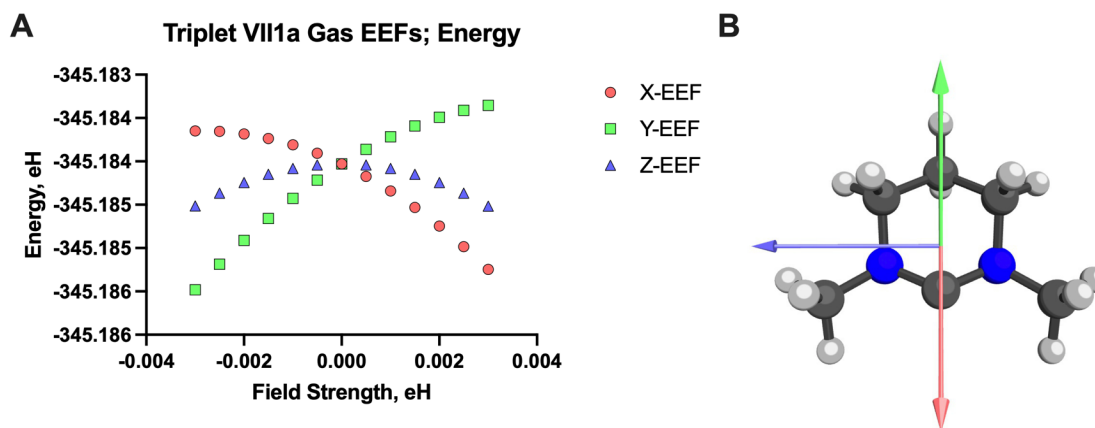 A
Triplet VII1a Gas EEFs; Energy
B
-345.183
-345.184
-345.184
-345.185
-345.185
-345.186
-345.186
Energy, eH
-0.004
-0.002
0.000
0.002
0.004
Field Strength, eH
X-EEF
Y-EEF
Z-EEF